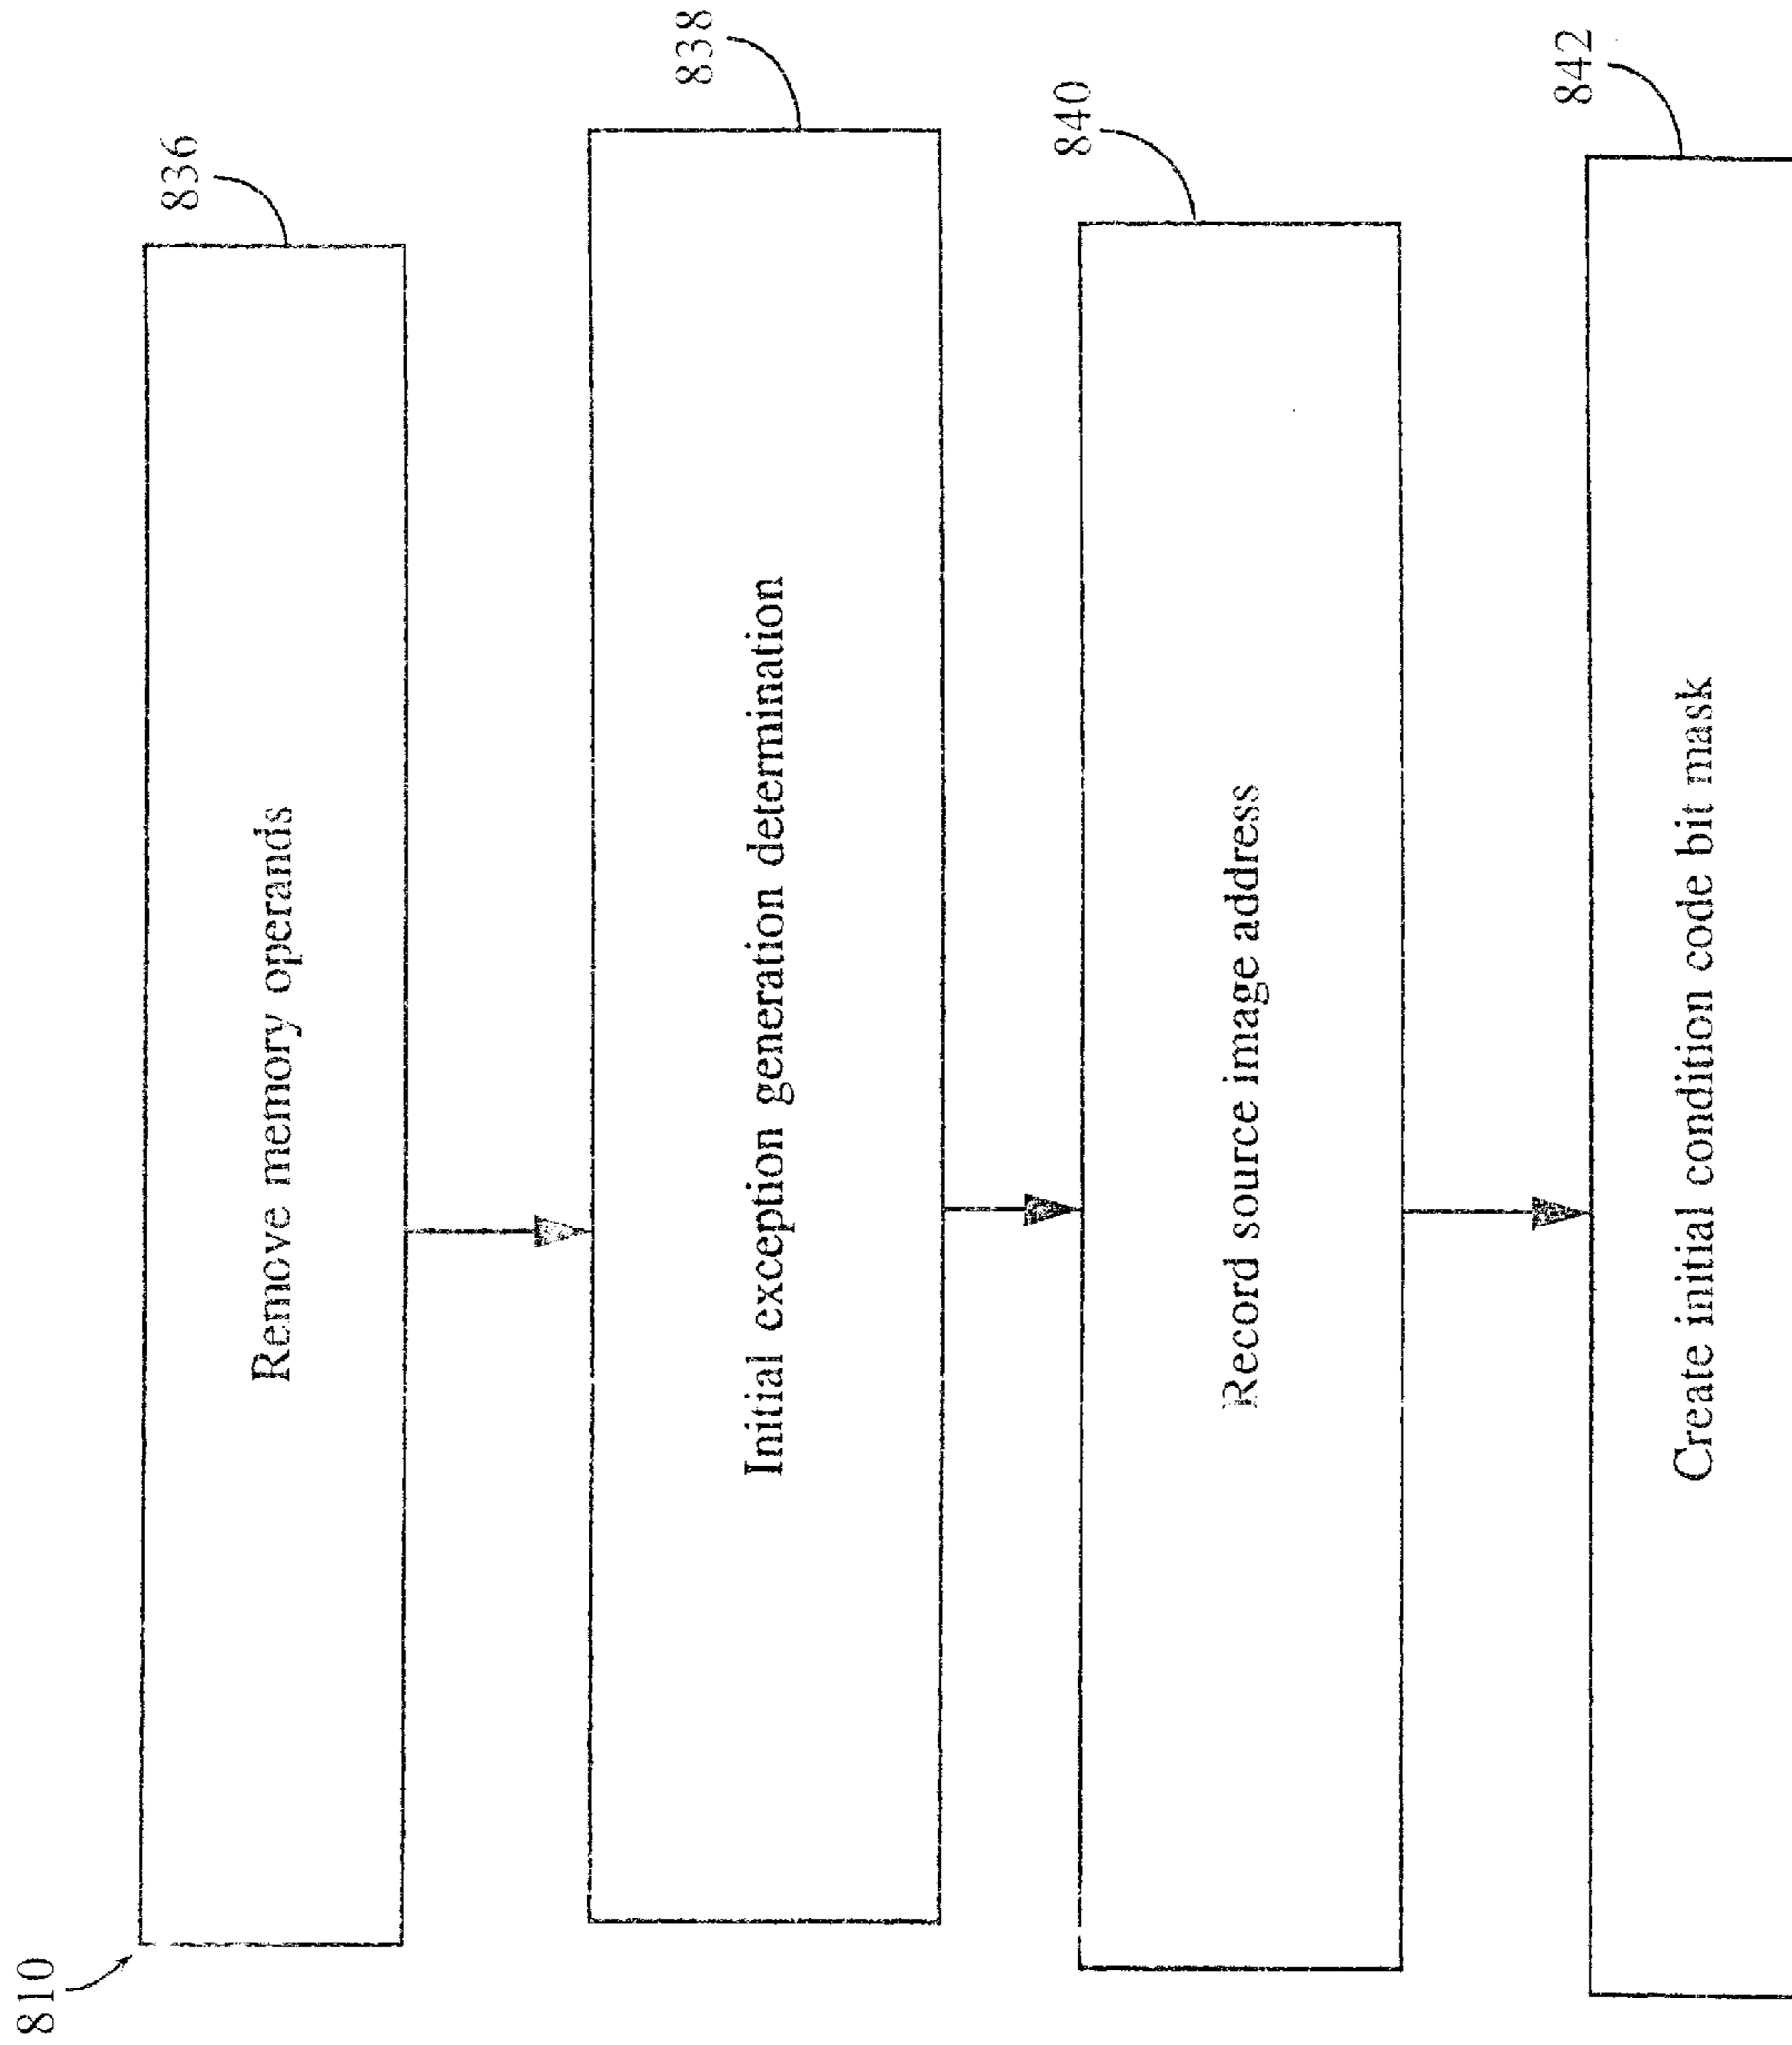 810
836
Remove memory operands
838
Initial exception generation determination
840
Record source image address
842
Create initial condition code bit mask